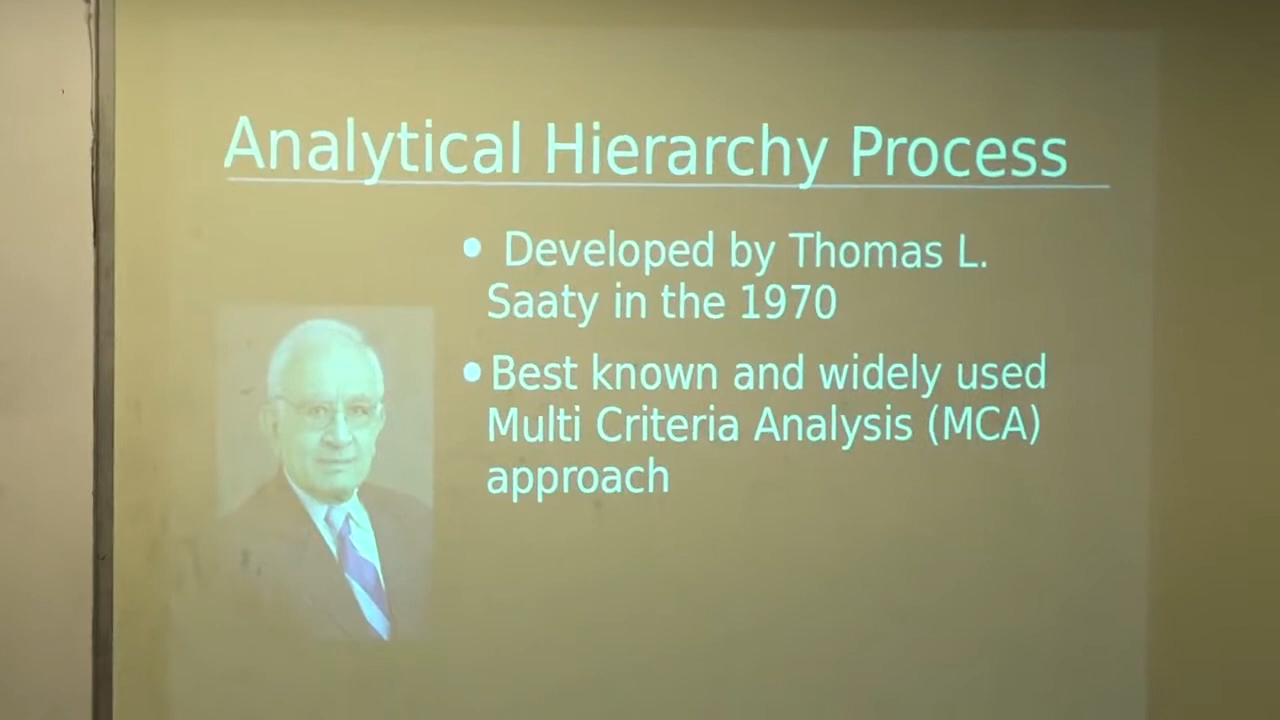 Analytical Hierarchy Process
• Developed by Thomas L.
Saaty in the 1970
• Best known and widely used
Multi Criteria Analysis (MCA)
approach